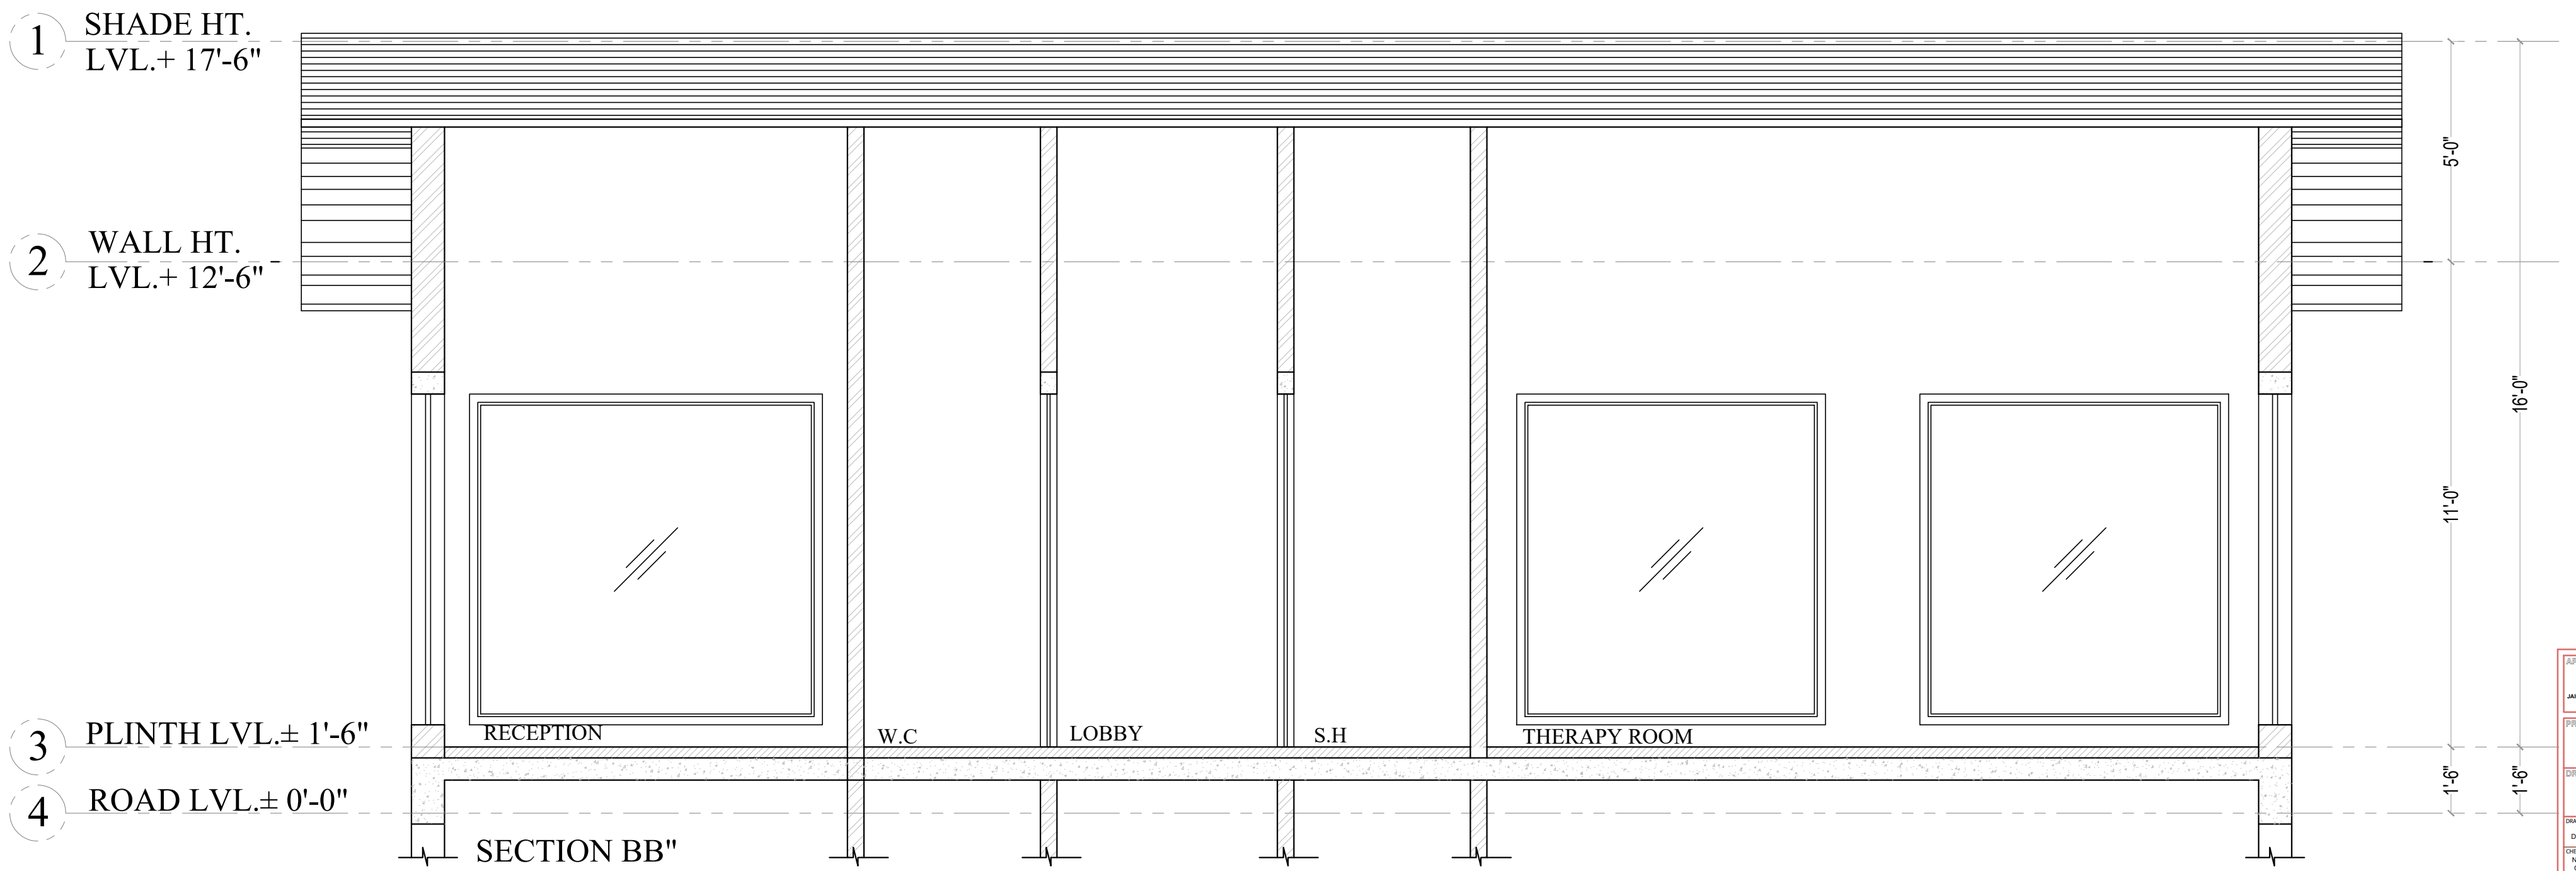 1 SHADE HT.
LVL.+ 17'-6"
2 WALL HT.
LVL.+ 12'-6"
5'-0"
16'-0"
11'-0"
RECEPTION
W.C
LOBBY
S.H
THERAPY ROOM
3 PLINTH LVL.± 1'-6"
4 ROAD LVL.± 0'-0"
1'-6"
1'-6"
SECTION BB"